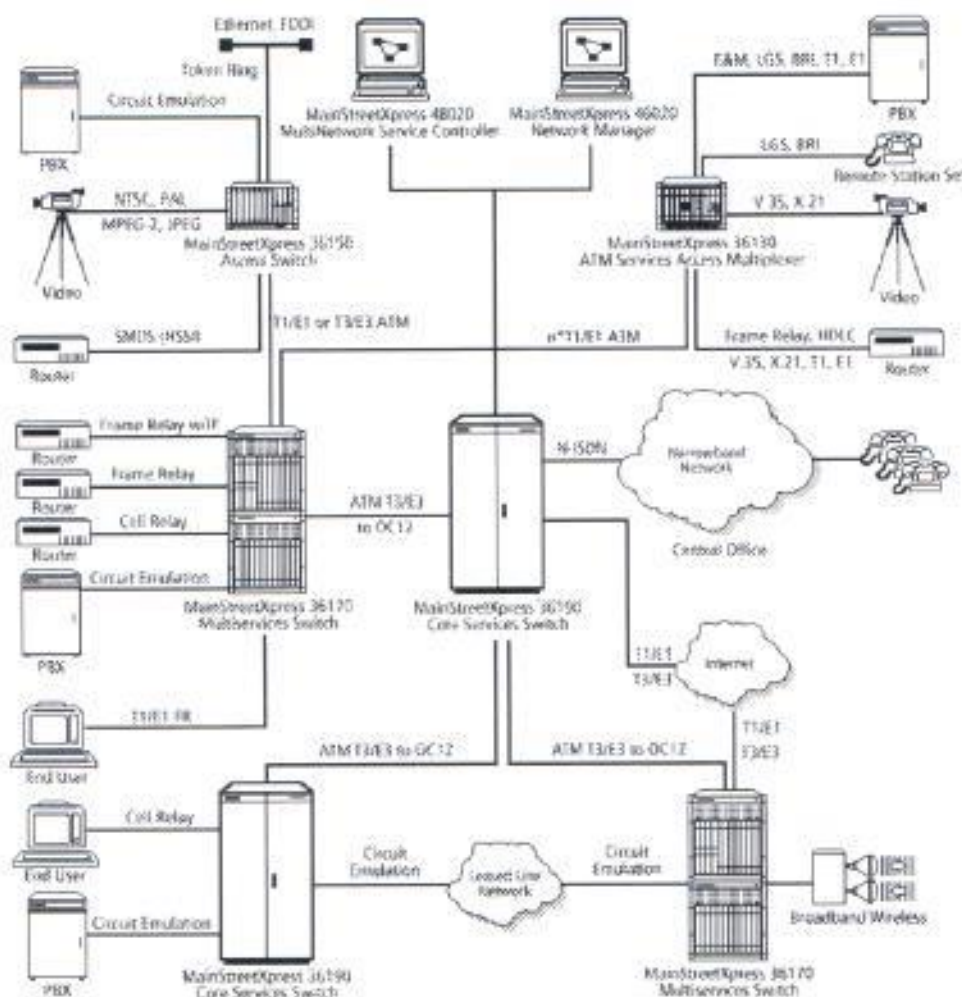 Ethernet, FDDI
Token Ring
Circuit Emulation
PBX
MainStreetXpress
MultiNetwork Service Controller
MainStreetXpress 46020
Network Manager
E&M, LGS, BRI, T1, E1
PBX
LGS, BRI
Remote Station Set
NTSC, PAL
MPEG-2, JPEG
Video
MainStreetXpress 36150
Access Switch
V.35, X.21
MainStreetXpress 36130
ATM Services Access Multiplexer
Video
SMDS
Router
T1/E1 or T3/E3 ATM
n*T1/E1 ATM
Frame Relay, HDLC
V.35, X.21, T1, E1
Router
Frame Relay
Router
Frame Relay
Router
Cell Relay
Router
Circuit Emulation
PBX
MainStreetXpress 36170
Multiservices Switch
ATM T3/E3
to OC12
MainStreetXpress 36190
Core Services Switch
N-ISDN
Narrowband
Network
Central Office
T1/E1
T3/E3
Internet
T1/E1
T3/E3
T1/E1 FR
End User
ATM T3/E3 to OC12
ATM T3/E3 to OC12
Cell Relay
End User
Circuit Emulation
PBX
MainStreetXpress 36190
Core Services Switch
Circuit
Emulation
Leased Line
Network
Circuit
Emulation
MainStreetXpress 36170
Multiservices Switch
Broadband Wireless